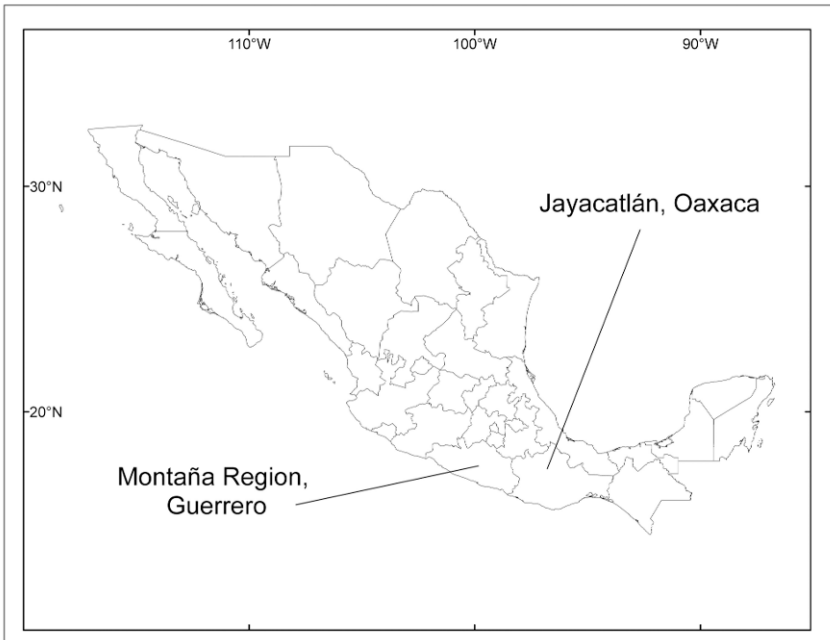 110°W
100°W
90°W
30°N
Jayacatlán, Oaxaca
20°N
Montaña Region,
Guerrero